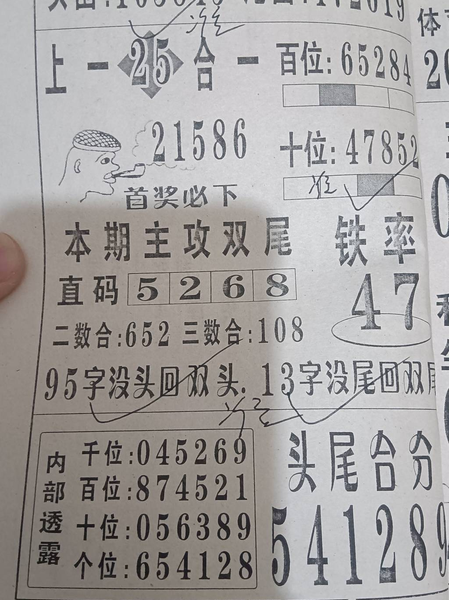 上一25合一
百位:65284
21586
十位:47852
首奖必下
本期主攻双尾
铁率
直码5268
47
二数合:652 三数合:108
95字没头回双头.13字没尾回双尾
内部透露
千位:045269
百位:874521
十位:056389
个位:654128
头尾合分
541289